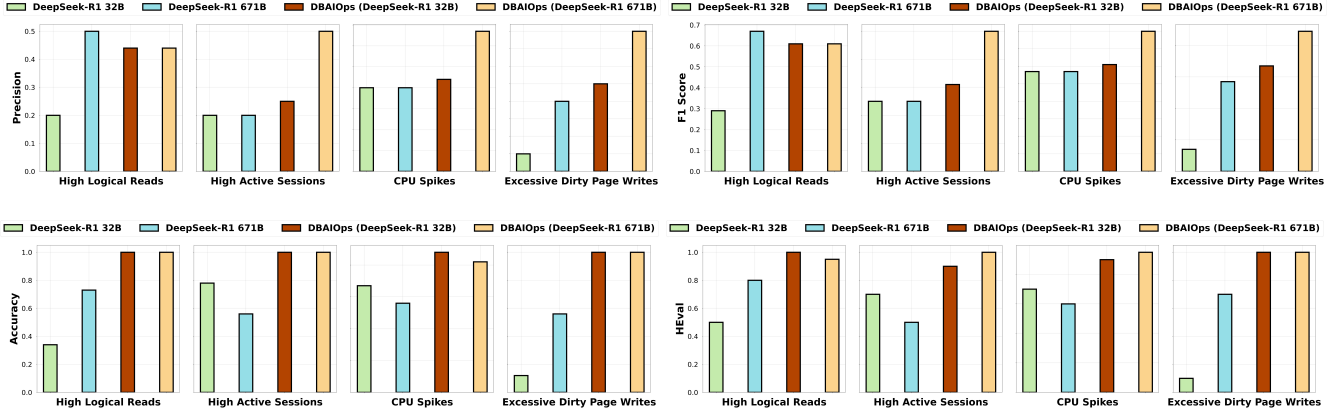 DeepSeek-R1 32B DeepSeek-R1 671B DBAIOps (DeepSeek-R1 32B) DBAIOps (DeepSeek-R1 671B)
Precision
0.5
0.4
0.3
0.2
0.1
0.0
High Logical Reads High Active Sessions CPU Spikes Excessive Dirty Page Writes
DeepSeek-R1 32B DeepSeek-R1 671B DBAIOps (DeepSeek-R1 32B) DBAIOps (DeepSeek-R1 671B)
F1 Score
0.7
0.6
0.5
0.4
0.3
0.2
0.1
0.0
High Logical Reads High Active Sessions CPU Spikes Excessive Dirty Page Writes
DeepSeek-R1 32B DeepSeek-R1 671B DBAIOps (DeepSeek-R1 32B) DBAIOps (DeepSeek-R1 671B)
Accuracy
1.0
0.8
0.6
0.4
0.2
0.0
High Logical Reads High Active Sessions CPU Spikes Excessive Dirty Page Writes
DeepSeek-R1 32B DeepSeek-R1 671B DBAIOps (DeepSeek-R1 32B) DBAIOps (DeepSeek-R1 671B)
HEval
1.0
0.8
0.6
0.4
0.2
0.0
High Logical Reads High Active Sessions CPU Spikes Excessive Dirty Page Writes